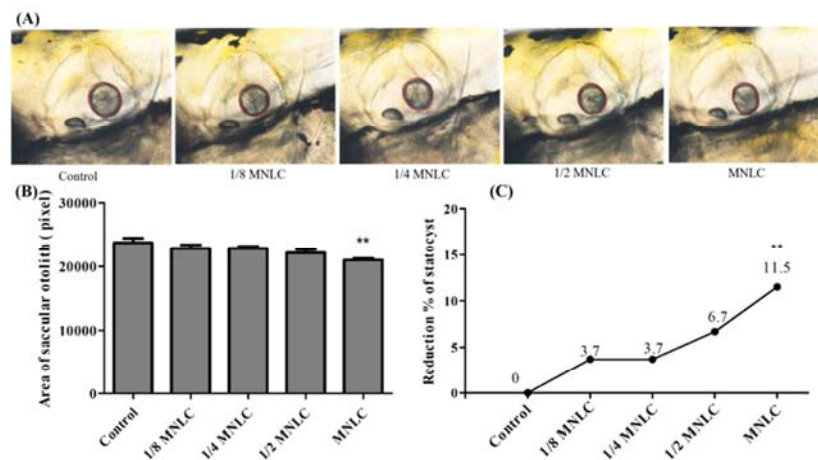 (A)
Control
1/8 MNLC
1/4 MNLC
1/2 MNLC
MNLC
(B)
Area of saccular otolith ( pixel)
30000
20000
10000
0
**
Control
1/8 MNLC
1/4 MNLC
1/2 MNLC
MNLC
(C)
Reduction % of statocyst
20
15
10
5
0
0
3.7
3.7
6.7
**
11.5
Control
1/8 MNLC
1/4 MNLC
1/2 MNLC
MNLC